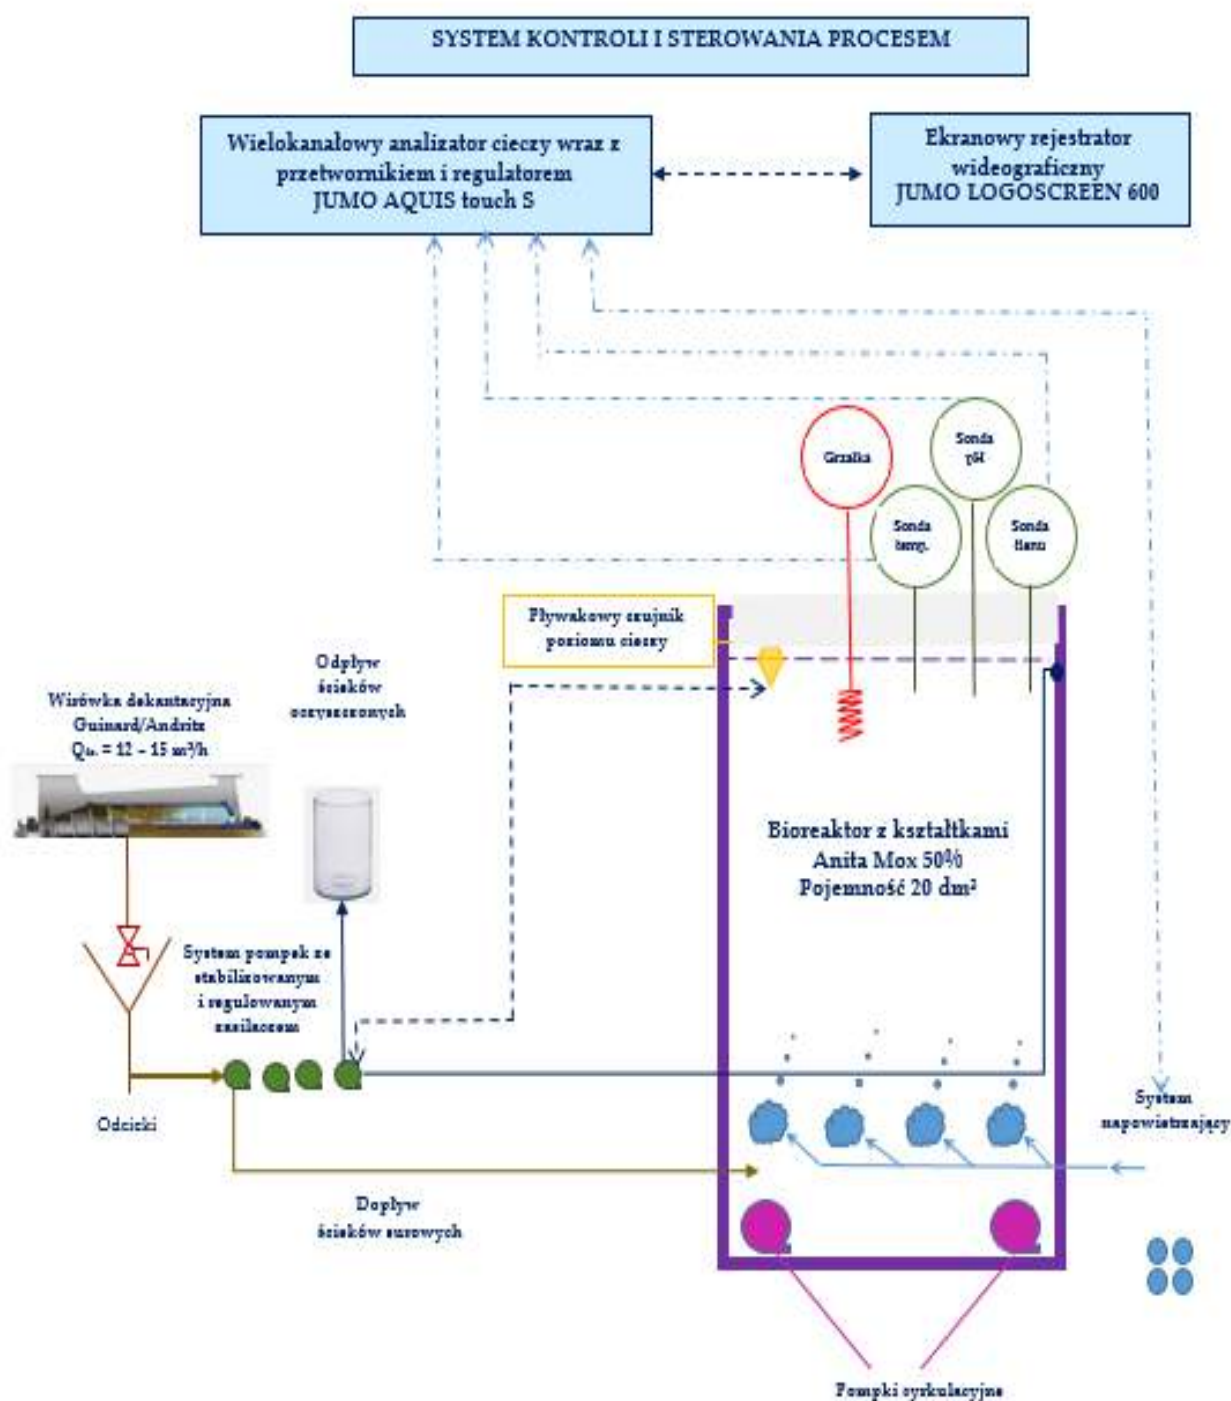 SYSTEM KONTROLI I STEROWANIA PROCESEM
Wielokanałowy analizator cieczy wraz z
przetwornikiem i regulatorem
JUMO AQUIS touch S
Ekranowy rejestrator
wideograficzny
JUMO LOGOSCREEN 600
Grzałka
Sonda
pH
Sonda
temp.
Sonda
tlenu
Pływakowy czujnik
poziomu cieczy
Odpływ
ścieków
oczyszczonych
Wirówka dekantacyjna
Guinard/Andritz
= 12 – 15 m³/h
Bioreaktor z kształtkami
Anita Mox 50%
Pojemność 20 dm³
System pompek ze
stabilizowanym
i regulowanym
zasilaczem
Odcieki
System
napowietrzający
Dopływ
ścieków surowych
Pompki cyrkulacyjne